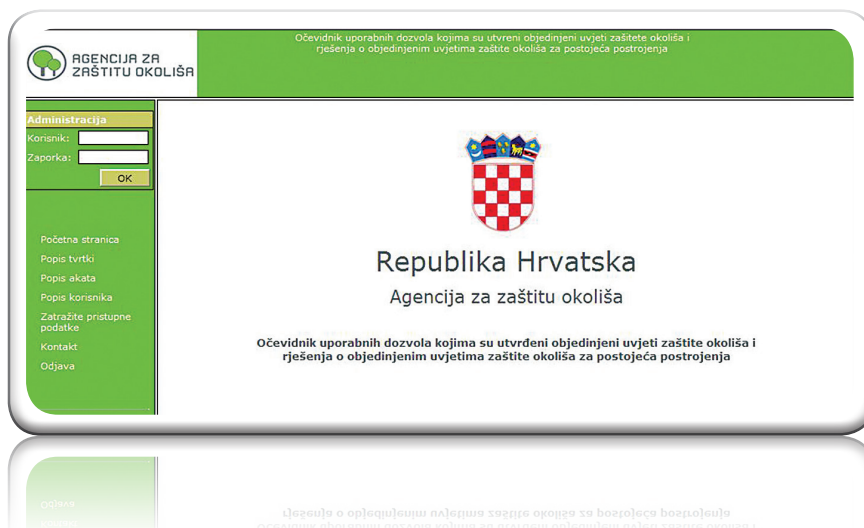 AGENCIJA ZA
ZAŠTITU OKOLIŠA
Očevidnik uporabnih dozvola kojima su utvreni objedinjeni uvjeti zašitete okoliša i
rješenja o objedinjenim uvjetima zaštite okoliša za postojeća postrojenja
Administracija
Korisnik:
Zaporka:
OK
Početna stranica
Popis tvrtki
Popis akata
Popis korisnika
Zatražite pristupne
podatke
Kontakt
Odjava
Republika Hrvatska
Agencija za zaštitu okoliša
Očevidnik uporabnih dozvola kojima su utvrđeni objedinjeni uvjeti zaštite okoliša i
rješenja o objedinjenim uvjetima zaštite okoliša za postojeća postrojenja